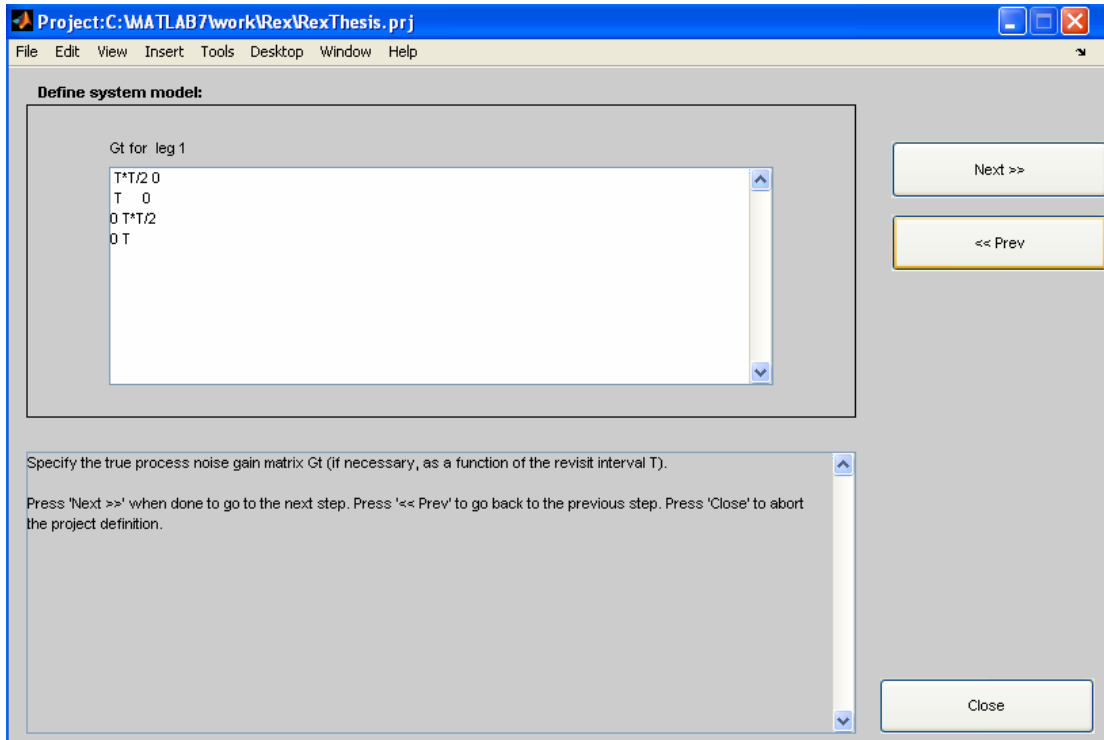 Project:C:\MATLAB7\work\Rex\RexThesis.prj
File Edit View Insert Tools Desktop Window Help
Define system model:
Gt for leg 1
T*T/2 0
T 0
0 T*T/2
0 T
Next >>
<< Prev
Specify the true process noise gain matrix Gt (if necessary, as a function of the revisit interval T).
Press 'Next >>' when done to go to the next step. Press '<< Prev' to go back to the previous step. Press 'Close' to abort
the project definition.
Close